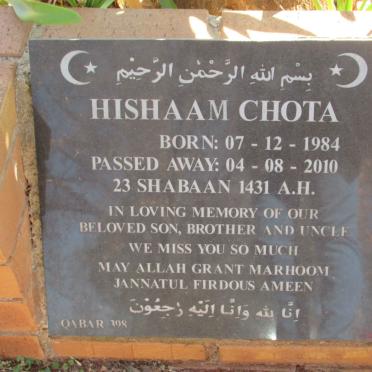 بِسْمِ اللهِ الرَّحْمٰنِ الرَّحِيْمِ
HISHAAM CHOTA
BORN: 07 - 12 - 1984
PASSED AWAY: 04 - 08 - 2010
23 SHABAAN 1431 A.H.
IN LOVING MEMORY OF OUR
BELOVED SON, BROTHER AND UNCLE
WE MISS YOU SO MUCH
MAY ALLAH GRANT MARHOOM
JANNATUL FIRDOUS AMEEN
اِنَّا لِلّٰهِ وَاِنَّا اِلَيْهِ رٰجِعُوْنَ
QABAR 398